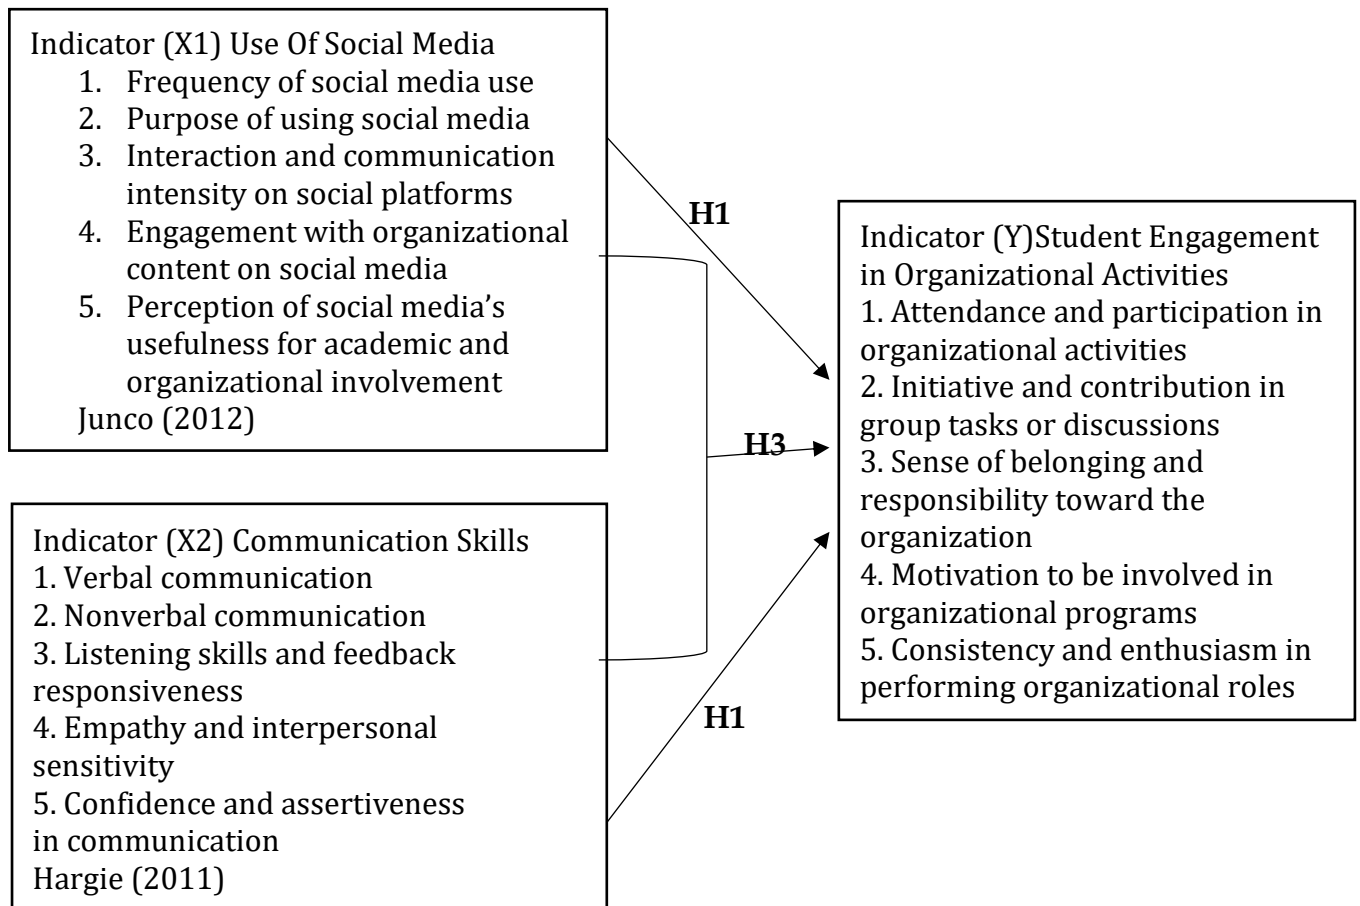 Indicator (X1) Use Of Social Media
1. Frequency of social media use
2. Purpose of using social media
3. Interaction and communication
intensity on social platforms
4. Engagement with organizational
content on social media
5. Perception of social media’s
usefulness for academic and
organizational involvement
Junco (2012)
Indicator (X2) Communication Skills
1. Verbal communication
2. Nonverbal communication
3. Listening skills and feedback
responsiveness
4. Empathy and interpersonal
sensitivity
5. Confidence and assertiveness
in communication
Hargie (2011)
H1
H3
H1
Indicator (Y)Student Engagement
in Organizational Activities
1. Attendance and participation in
organizational activities
2. Initiative and contribution in
group tasks or discussions
3. Sense of belonging and
responsibility toward the
organization
4. Motivation to be involved in
organizational programs
5. Consistency and enthusiasm in
performing organizational roles